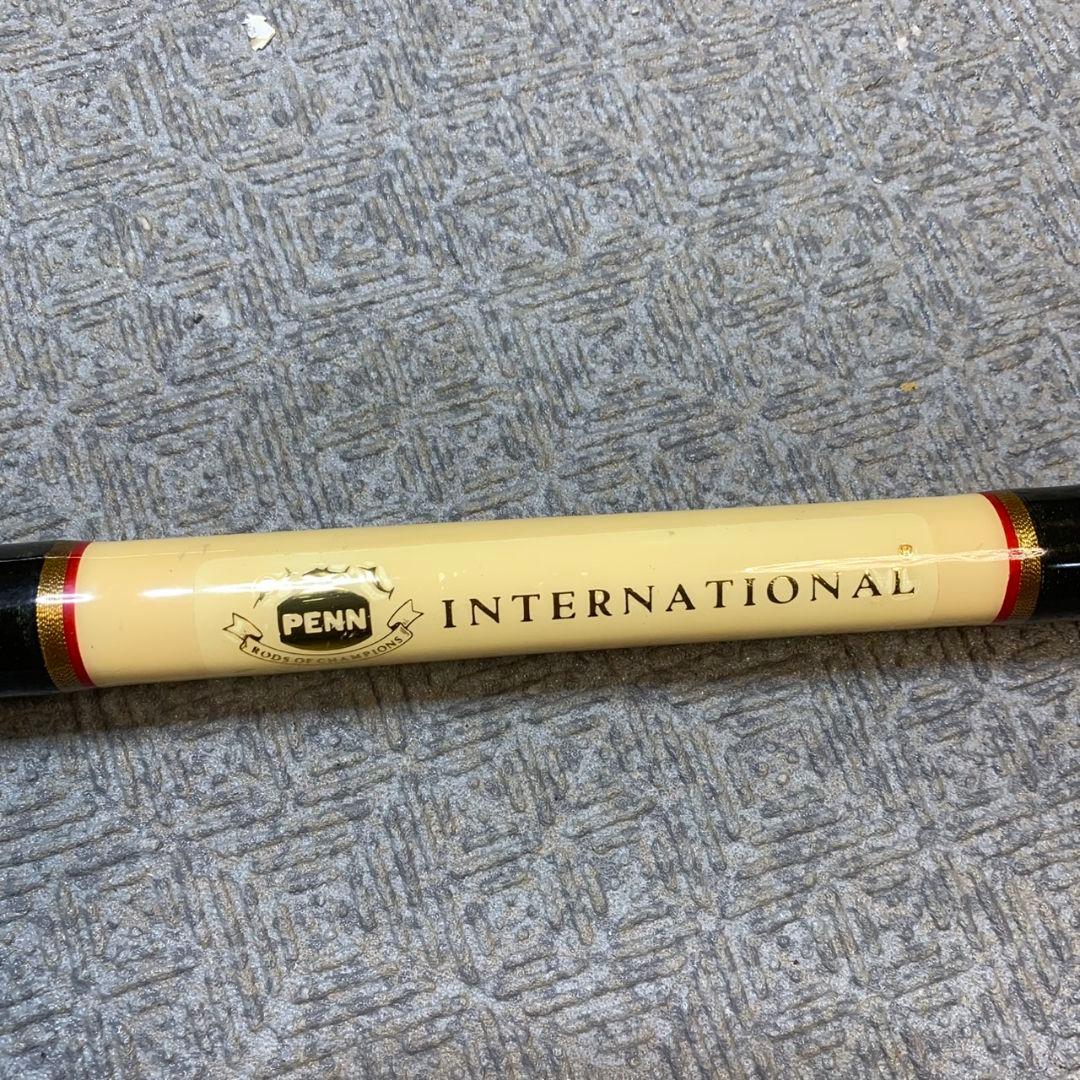 PENN
RODS OF CHAMPIONS
INTERNATIONAL®